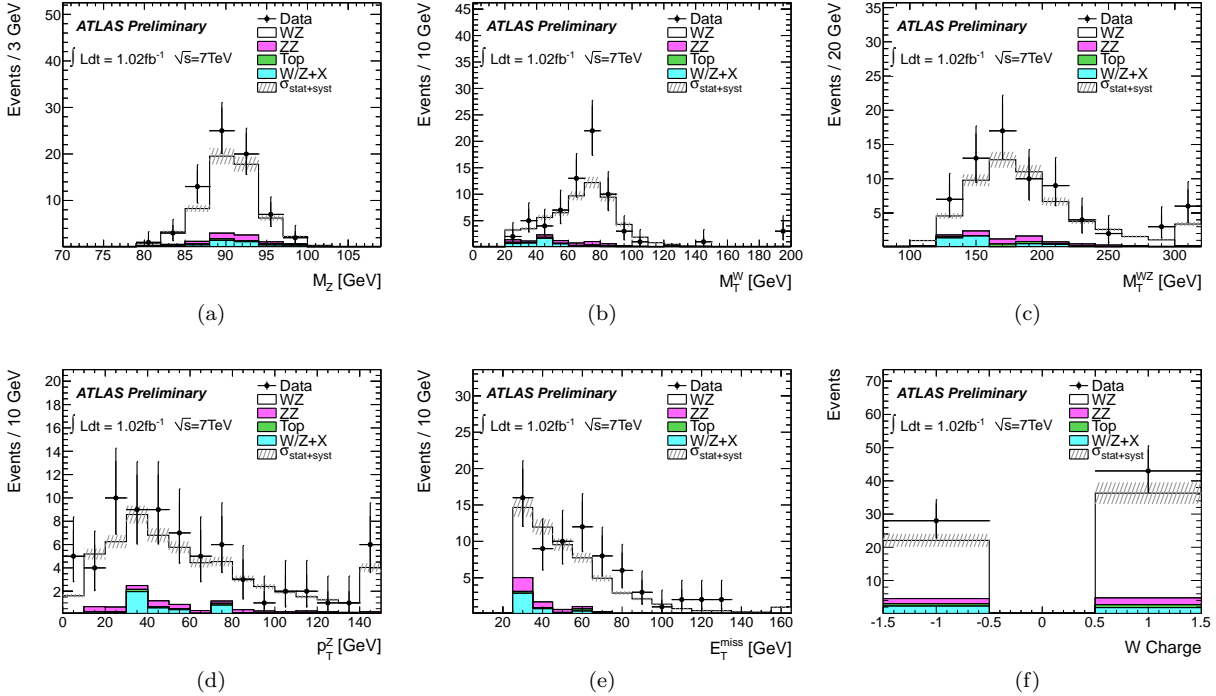 ATLAS Preliminary
∫ Ldt = 1.02fb⁻¹ √s=7TeV
Data
WZ
ZZ
Top
W/Z+X
σstat+syst
Events / 3 GeV
50
40
30
20
10
70 75 80 85 90 95 100 105
M_Z [GeV]
(a)
ATLAS Preliminary
∫ Ldt = 1.02fb⁻¹ √s=7TeV
Data
WZ
ZZ
Top
W/Z+X
σstat+syst
Events / 10 GeV
45
40
35
30
25
20
15
10
5
0 20 40 60 80 100 120 140 160 180 200
M_T^W [GeV]
(b)
ATLAS Preliminary
∫ Ldt = 1.02fb⁻¹ √s=7TeV
Data
WZ
ZZ
Top
W/Z+X
σstat+syst
Events / 20 GeV
35
30
25
20
15
10
5
100 150 200 250 300
M_T^WZ [GeV]
(c)
ATLAS Preliminary
∫ Ldt = 1.02fb⁻¹ √s=7TeV
Data
WZ
ZZ
Top
W/Z+X
σstat+syst
Events / 10 GeV
20
18
16
14
12
10
8
6
4
2
0 20 40 60 80 100 120 140
p_T^Z [GeV]
(d)
ATLAS Preliminary
∫ Ldt = 1.02fb⁻¹ √s=7TeV
Data
WZ
ZZ
Top
W/Z+X
σstat+syst
Events / 10 GeV
30
25
20
15
10
5
20 40 60 80 100 120 140 160
E_T^miss [GeV]
(e)
ATLAS Preliminary
∫ Ldt = 1.02fb⁻¹ √s=7TeV
Data
WZ
ZZ
Top
W/Z+X
σstat+syst
Events
70
60
50
40
30
20
10
-1.5 -1 -0.5 0 0.5 1 1.5
W Charge
(f)